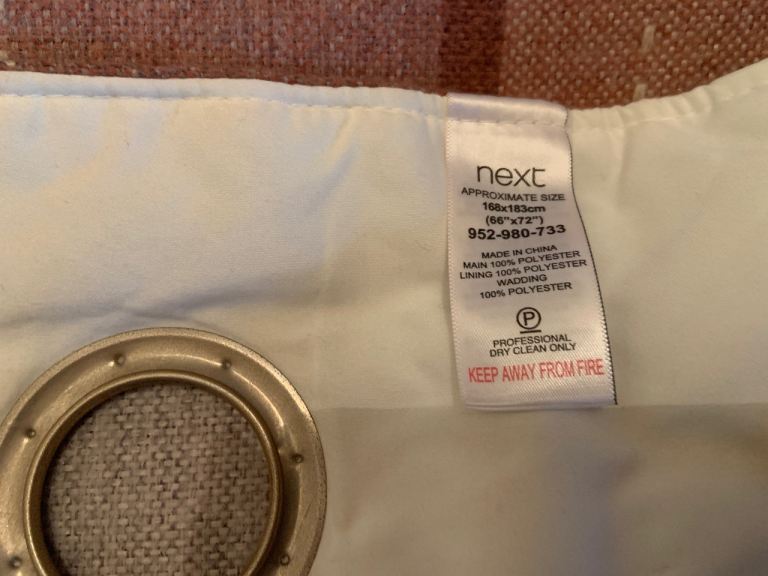 next
APPROXIMATE SIZE
168x183cm
(66"x72")
952-980-733
MADE IN CHINA
MAIN 100% POLYESTER
LINING 100% POLYESTER
WADDING
100% POLYESTER
P
PROFESSIONAL
DRY CLEAN ONLY
KEEP AWAY FROM FIRE